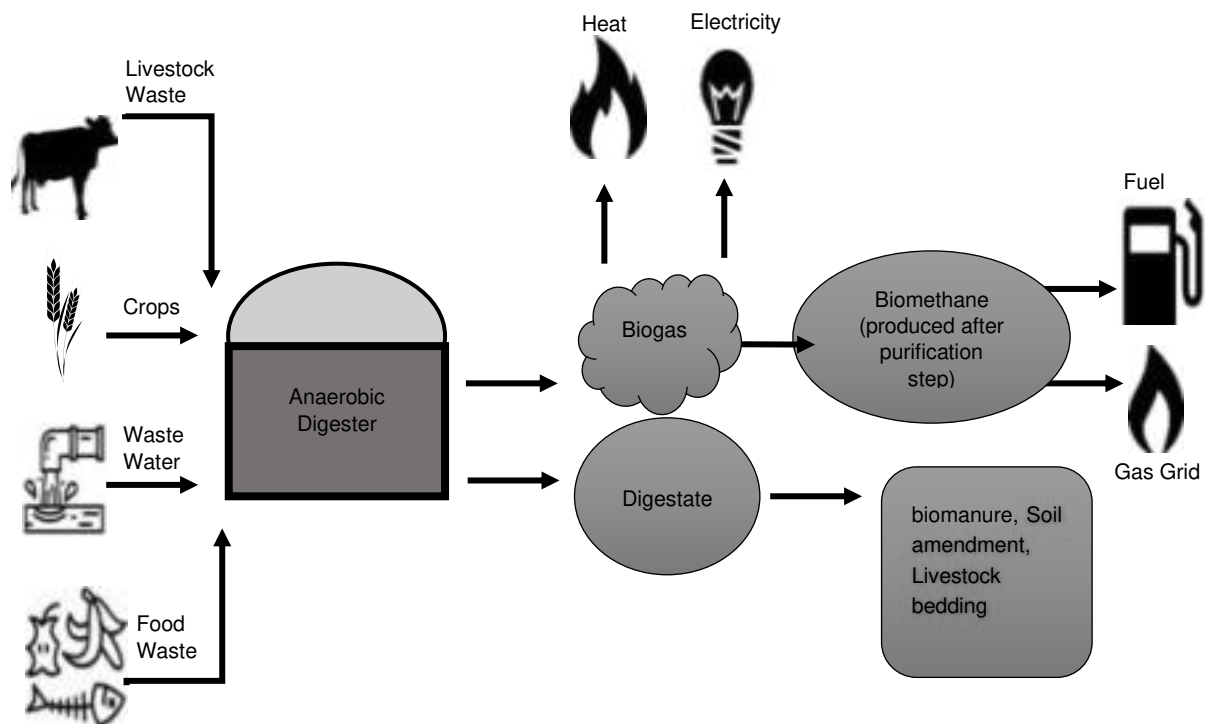 Heat
Electricity
Livestock
Waste
Crops
Waste
Water
Food
Waste
Anaerobic
Digester
Biogas
Digestate
Biomethane
(produced after
purification
step)
Fuel
Gas Grid
biomanure, Soil
amendment,
Livestock
bedding